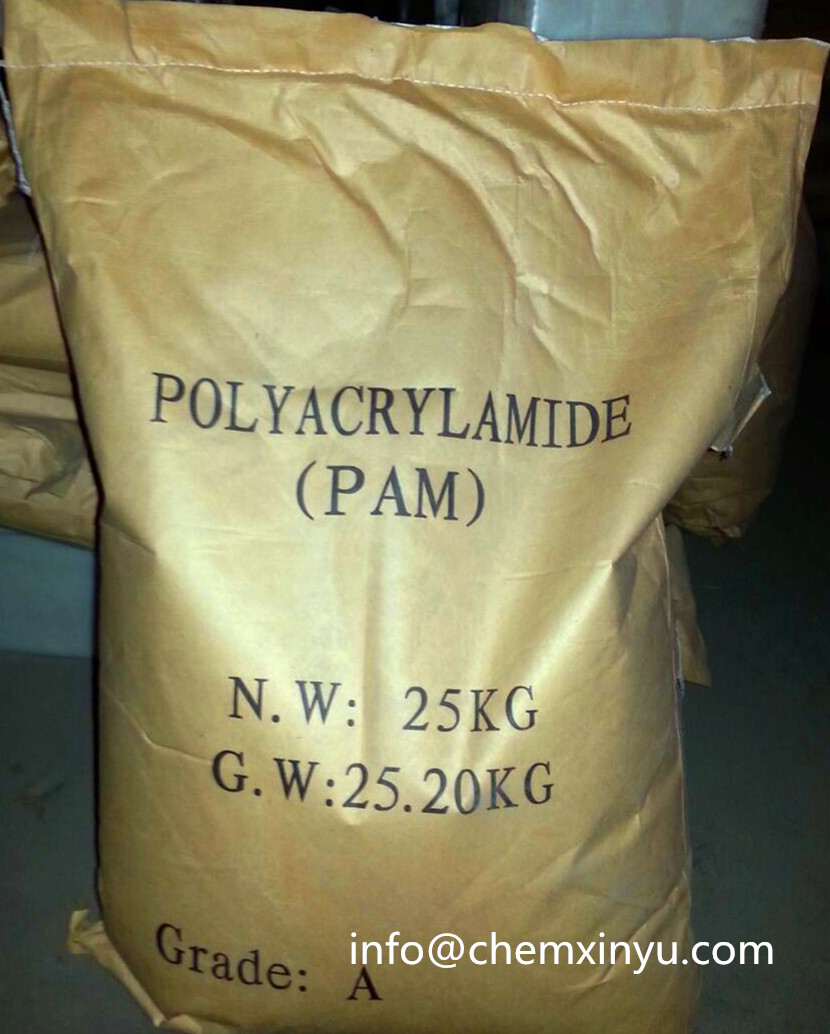 POLYACRYLAMIDE
(PAM)
N.W: 25KG
G.W:25.20KG
Grade: A
info@chemxinyu.com